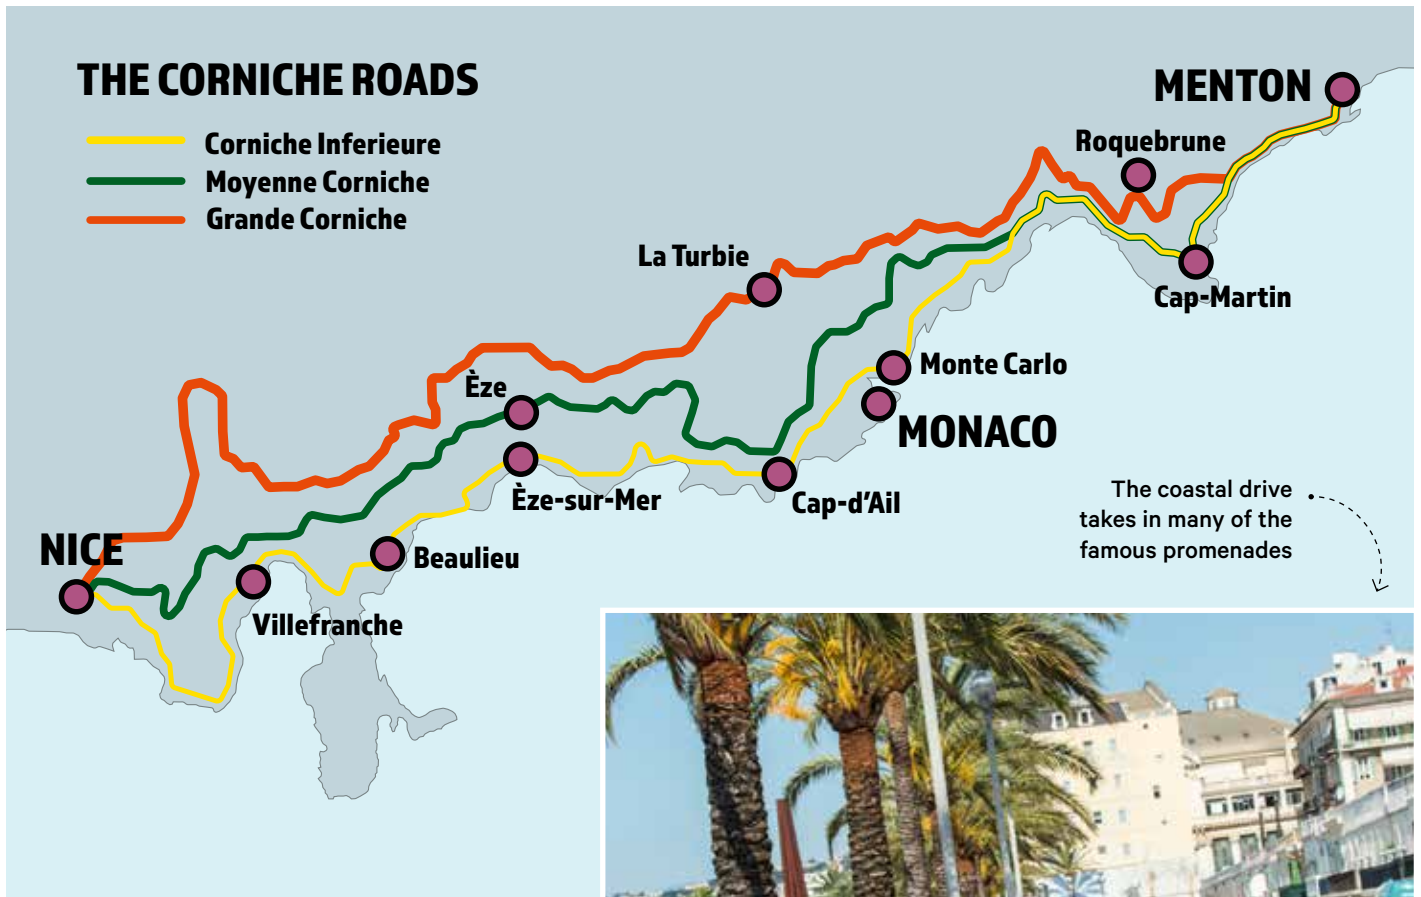 THE CORNICHE ROADS
Corniche Inferieure
Moyenne Corniche
Grande Corniche
MENTON
Roquebrune
La Turbie
Cap-Martin
Èze
Monte Carlo
MONACO
Èze-sur-Mer
Cap-d'Ail
NICE
Beaulieu
Villefranche
The coastal drive
takes in many of the
famous promenades